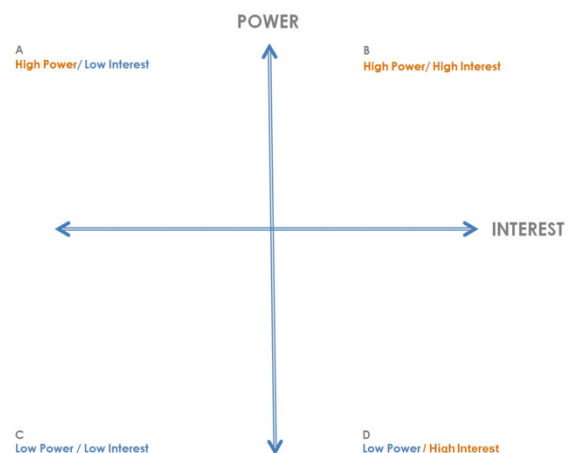 POWER
A
High Power/ Low Interest
B
High Power/ High Interest
INTEREST
C
Low Power / Low Interest
D
Low Power / High Interest